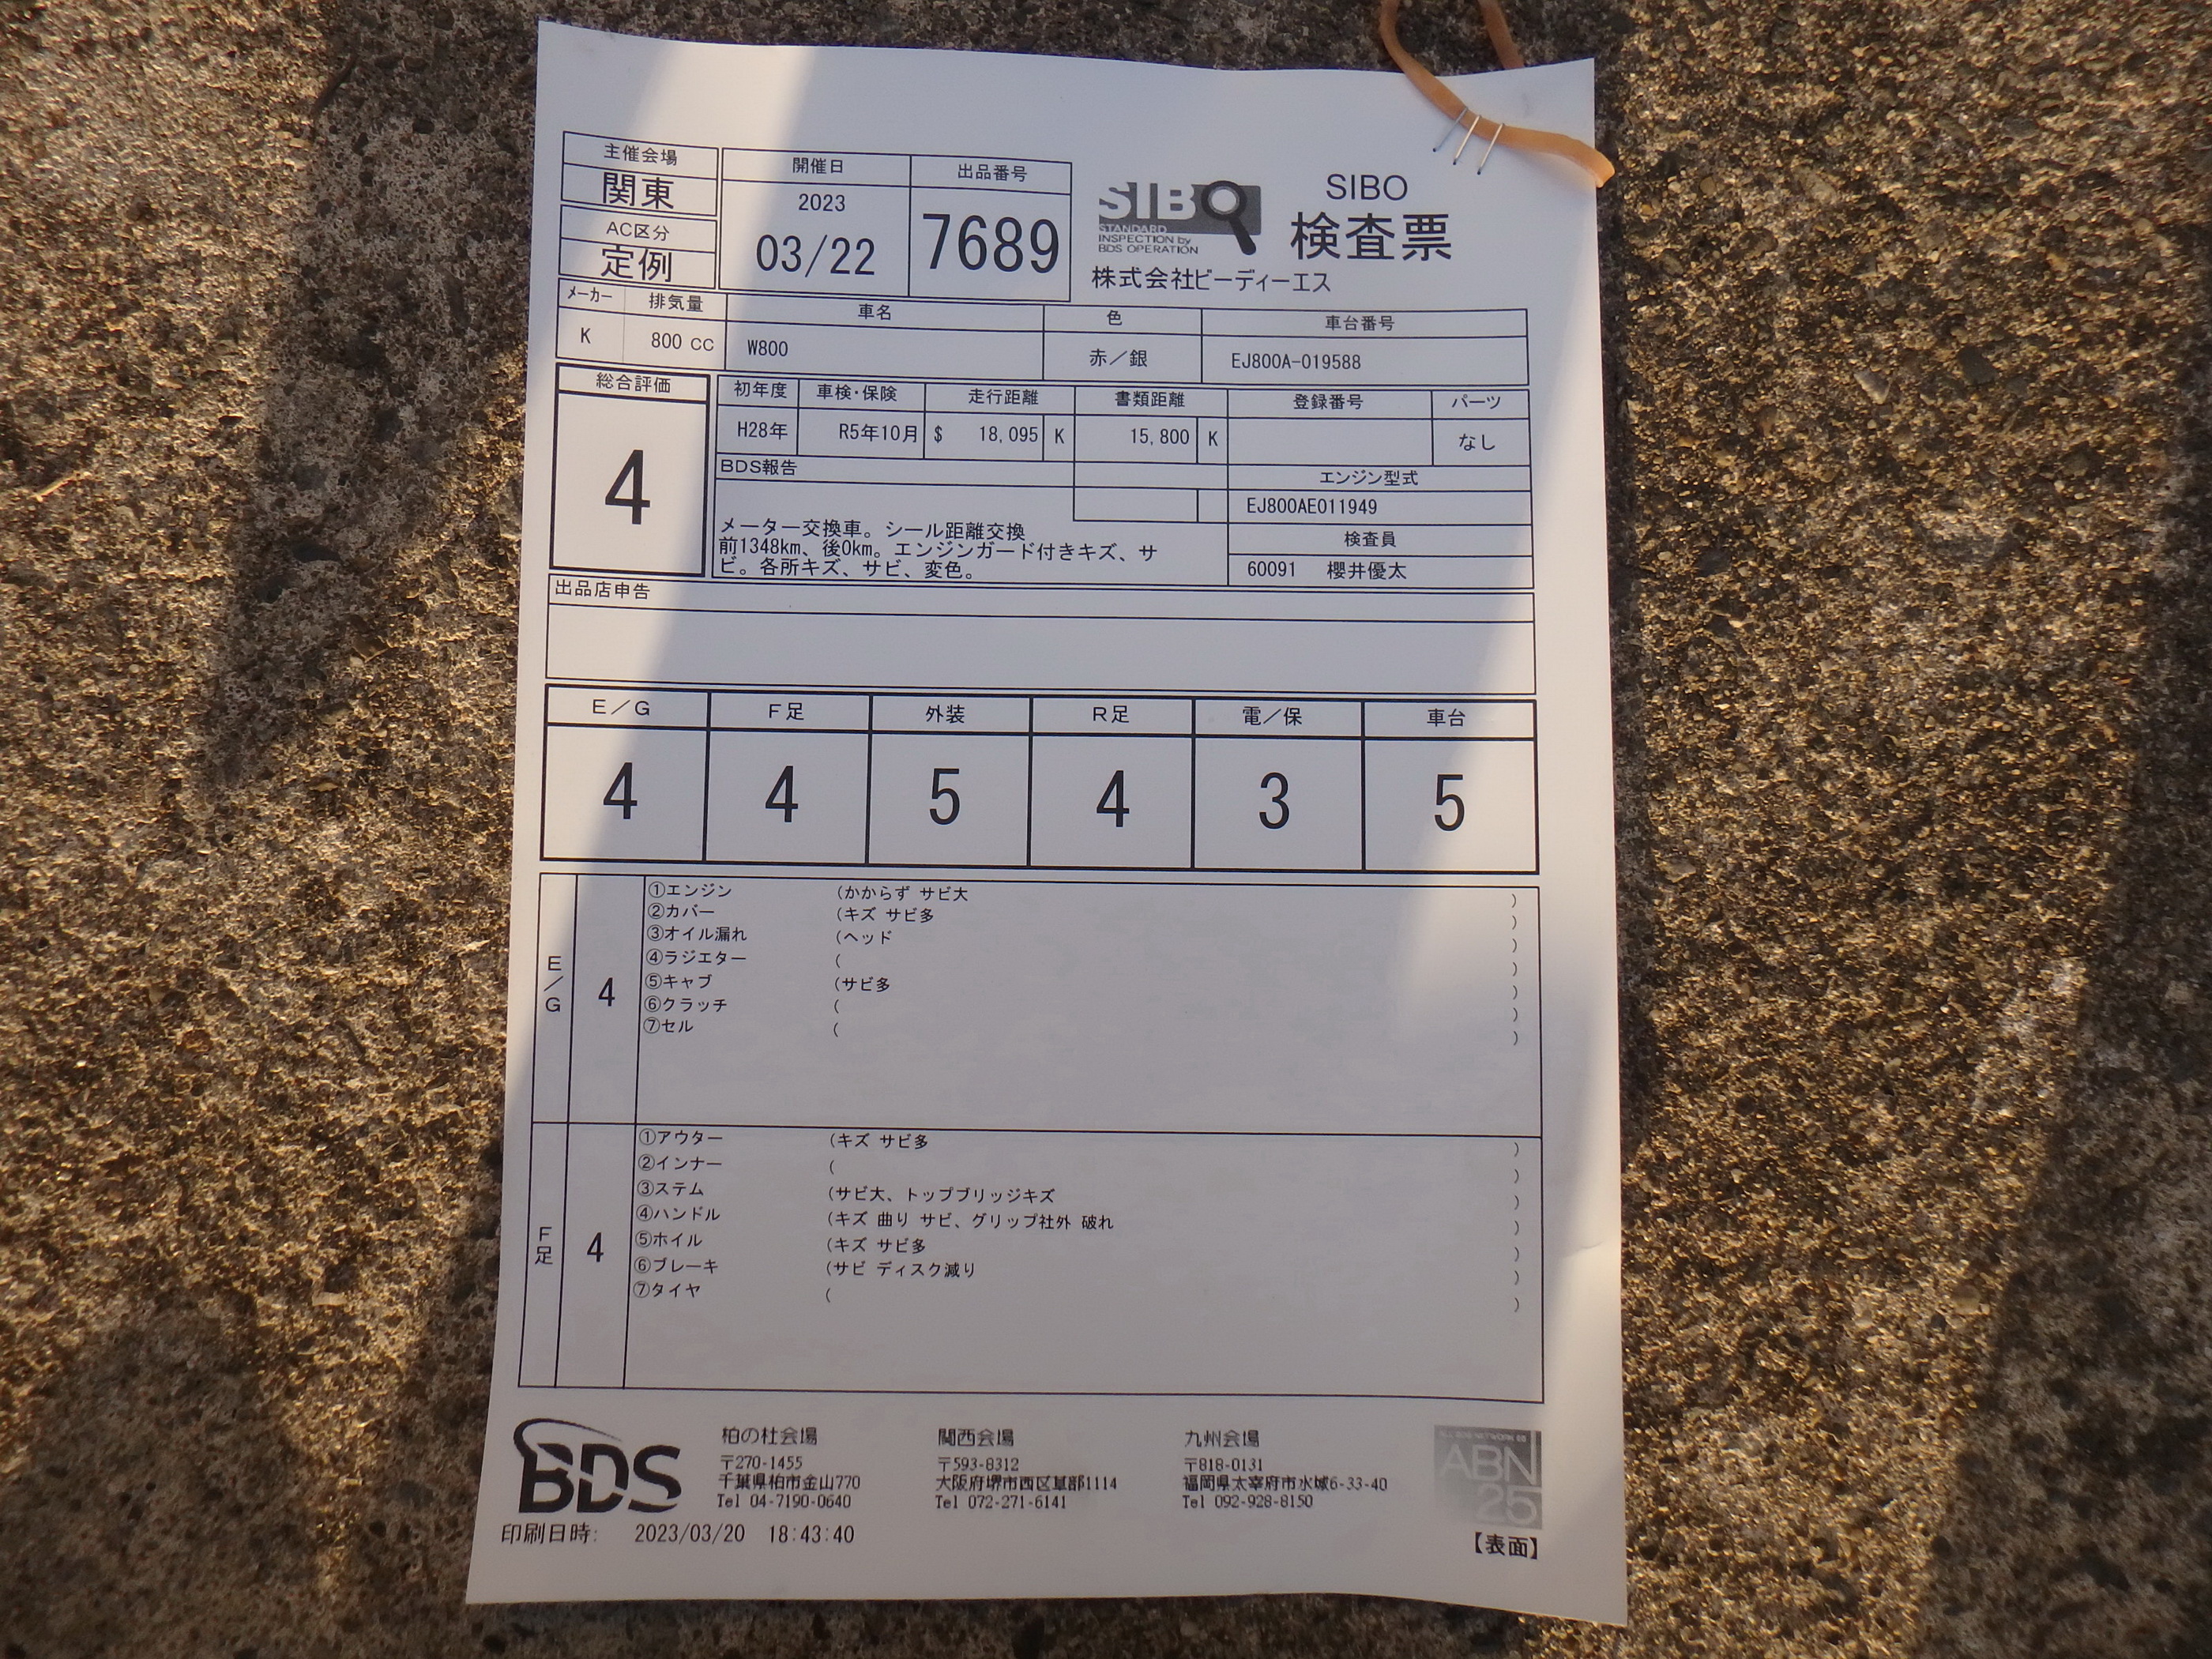 主催会場
関東
AC区分
定例
開催日
2023
03/22
出品番号
7689
SIBO
STANDARD
INSPECTION by
BDS OPERATION
SIBO
検査票
株式会社ビーディーエス
メーカー 排気量 車名 色 車台番号
K 800 CC W800 赤／銀 EJ800A-019588
総合評価
4
初年度 車検・保険 走行距離 書類距離 登録番号 パーツ
H28年 R5年10月 $ 18,095 K 15,800 K なし
BDS報告
メーター交換車。シール距離交換
前1348km、後0km。エンジンガード付きキズ、サ
ビ。各所キズ、サビ、変色。
エンジン型式
EJ800AE011949
検査員
60091 櫻井優太
出品店申告
E／G F足 外装 R足 電／保 車台
4 4 5 4 3 5
E／G 4
①エンジン (かからず サビ大 )
②カバー (キズ サビ多 )
③オイル漏れ (ヘッド )
④ラジエター ( )
⑤キャブ (サビ多 )
⑥クラッチ ( )
⑦セル ( )
F足 4
①アウター (キズ サビ多 )
②インナー ( )
③ステム (サビ大、トップブリッジキズ )
④ハンドル (キズ 曲り サビ、グリップ社外 破れ )
⑤ホイル (キズ サビ多 )
⑥ブレーキ (サビ ディスク減り )
⑦タイヤ ( )
BDS
柏の杜会場
〒270-1455
千葉県柏市金山770
Tel 04-7190-0640
関西会場
〒593-8312
大阪府堺市西区草部1114
Tel 072-271-6141
九州会場
〒818-0131
福岡県太宰府市水城6-33-40
Tel 092-928-8150
ABN
25
印刷日時: 2023/03/20 18:43:40
【表面】